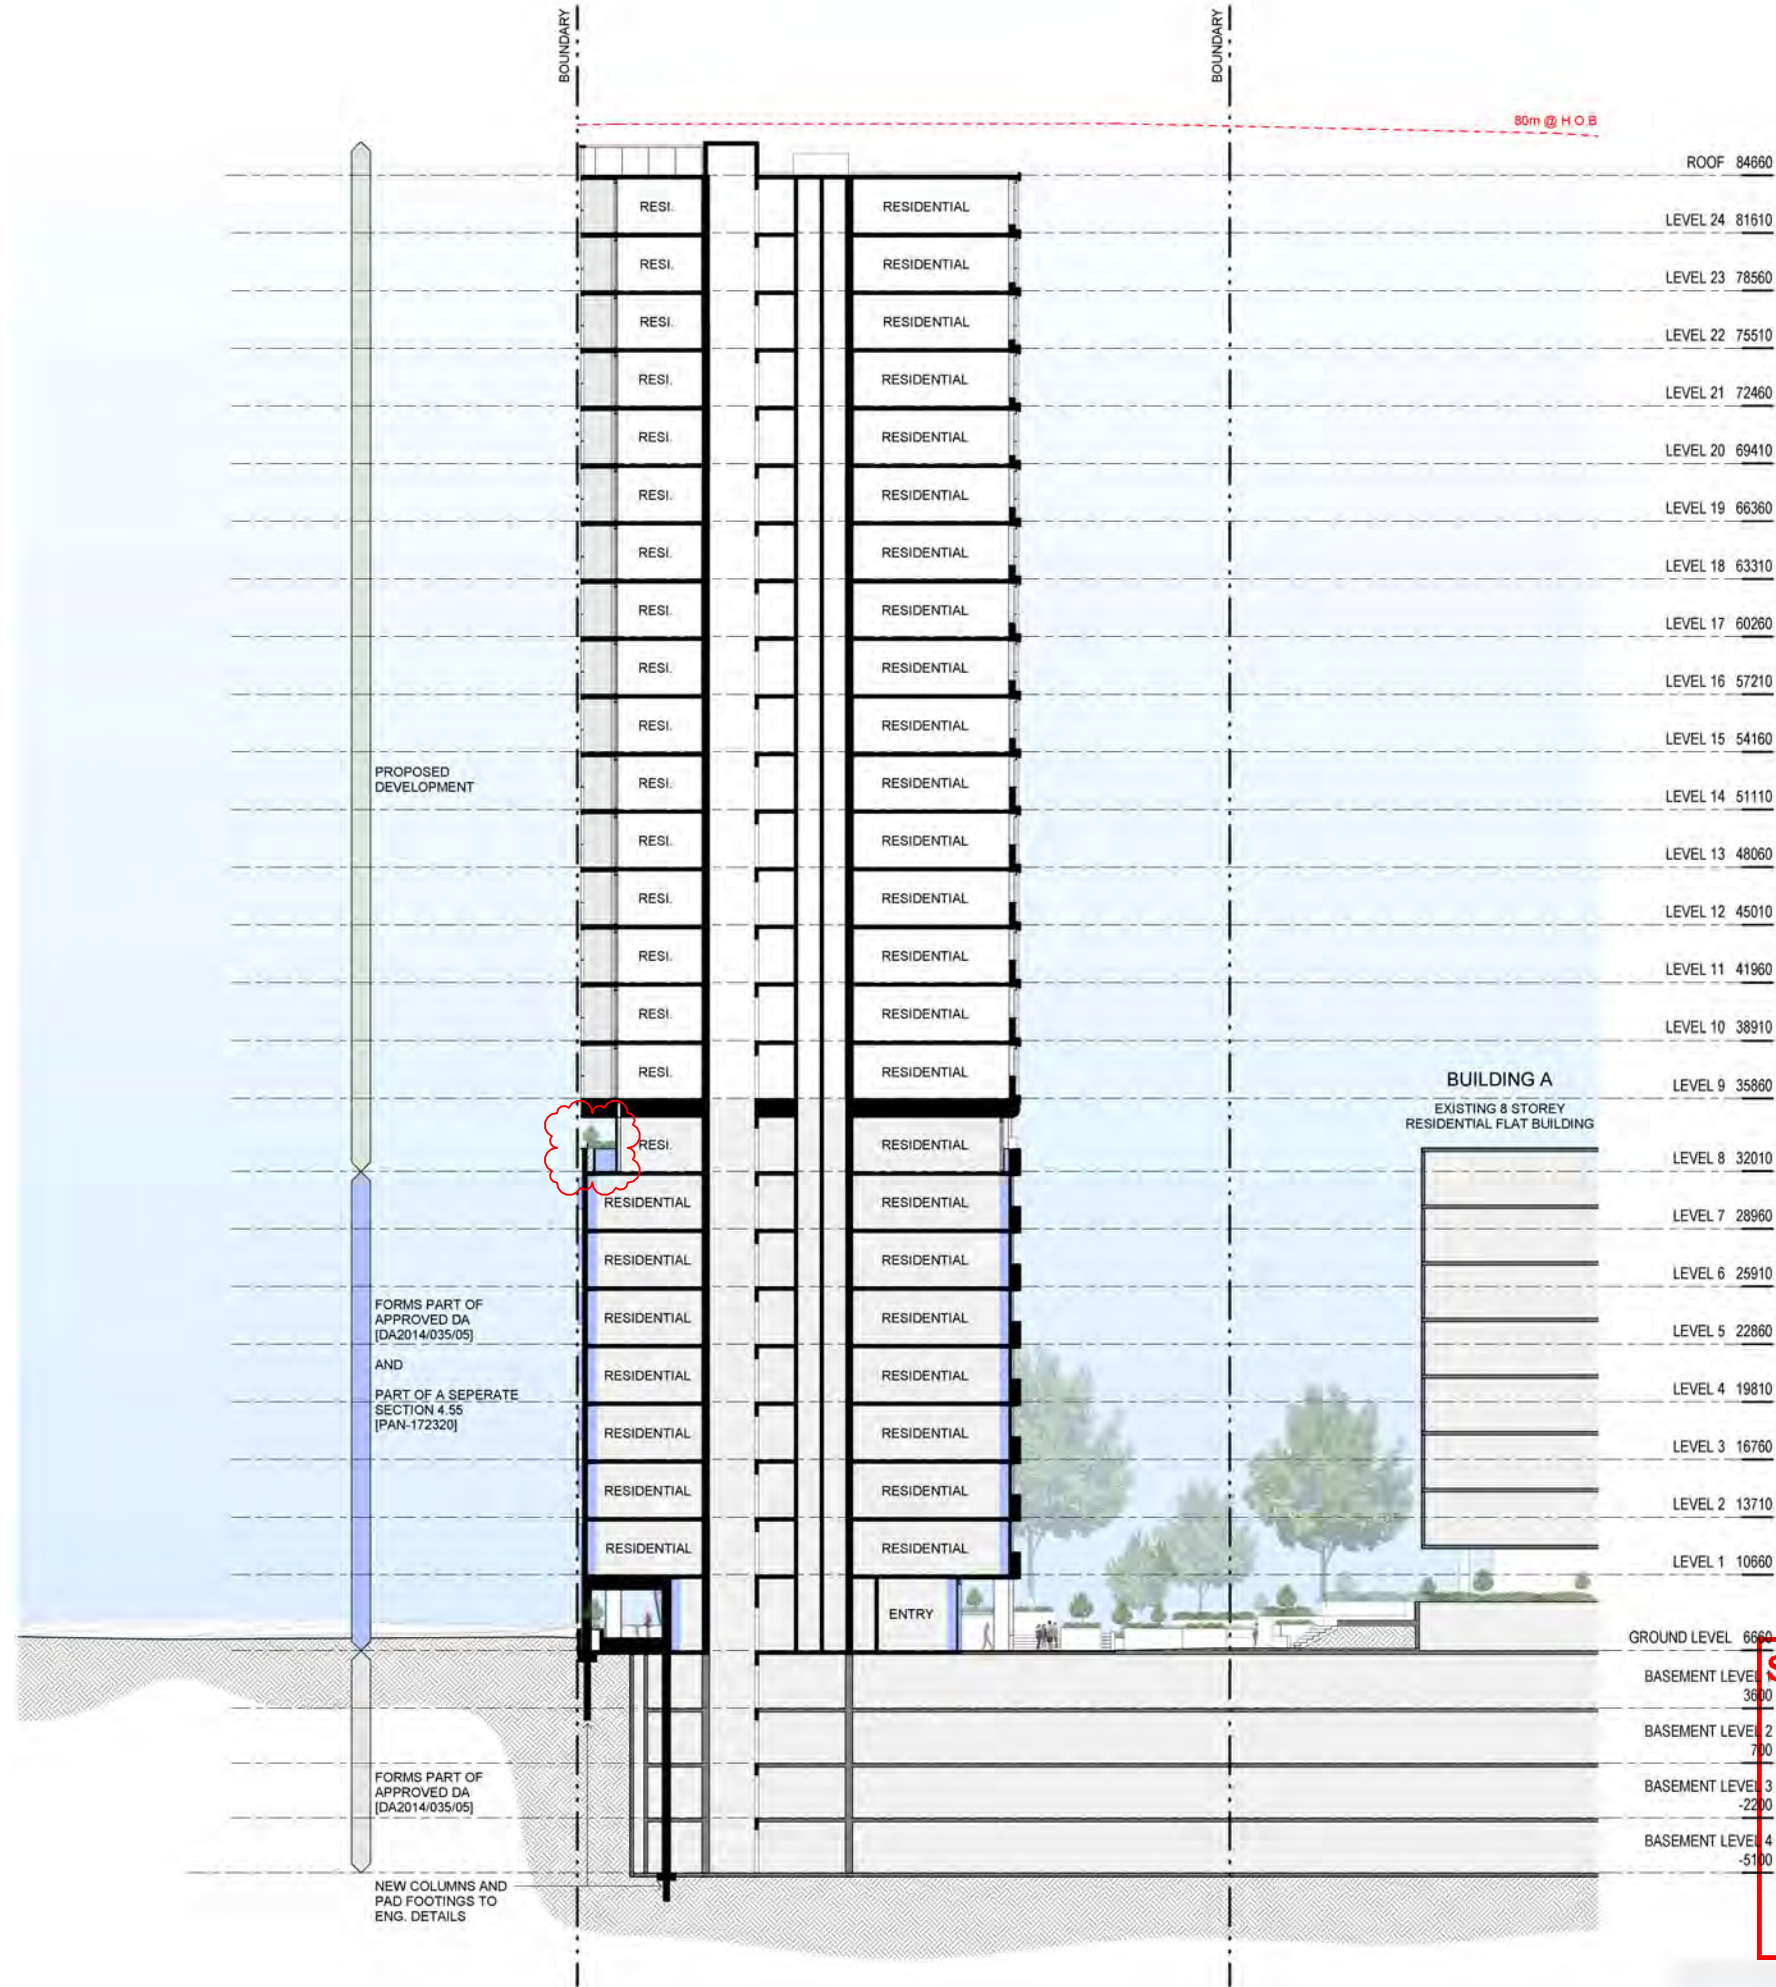 BOUNDARY
BOUNDARY
80m @ H.O.B
ROOF 84660
RESI. RESIDENTIAL
LEVEL 24 81610
RESI. RESIDENTIAL
LEVEL 23 78560
RESI. RESIDENTIAL
LEVEL 22 75510
RESI. RESIDENTIAL
LEVEL 21 72460
RESI. RESIDENTIAL
LEVEL 20 69410
RESI. RESIDENTIAL
LEVEL 19 66360
RESI. RESIDENTIAL
LEVEL 18 63310
RESI. RESIDENTIAL
LEVEL 17 60260
RESI. RESIDENTIAL
LEVEL 16 57210
RESI. RESIDENTIAL
LEVEL 15 54160
PROPOSED
DEVELOPMENT
RESI. RESIDENTIAL
LEVEL 14 51110
RESI. RESIDENTIAL
LEVEL 13 48060
RESI. RESIDENTIAL
LEVEL 12 45010
RESI. RESIDENTIAL
LEVEL 11 41960
RESI. RESIDENTIAL
LEVEL 10 38910
RESI. RESIDENTIAL
LEVEL 9 35860
BUILDING A
EXISTING 8 STOREY
RESIDENTIAL FLAT BUILDING
RESI. RESIDENTIAL
LEVEL 8 32010
RESIDENTIAL RESIDENTIAL
LEVEL 7 28960
RESIDENTIAL RESIDENTIAL
LEVEL 6 25910
FORMS PART OF
APPROVED DA
[DA2014/035/05]
AND
PART OF A SEPERATE
SECTION 4.55
[PAN-172320]
RESIDENTIAL RESIDENTIAL
LEVEL 5 22860
RESIDENTIAL RESIDENTIAL
LEVEL 4 19810
RESIDENTIAL RESIDENTIAL
LEVEL 3 16760
RESIDENTIAL RESIDENTIAL
LEVEL 2 13710
RESIDENTIAL RESIDENTIAL
LEVEL 1 10660
ENTRY
GROUND LEVEL 6660
S
BASEMENT LEVEL
3600
BASEMENT LEVEL 2
700
BASEMENT LEVEL 3
-2200
BASEMENT LEVEL 4
-5100
FORMS PART OF
APPROVED DA
[DA2014/035/05]
NEW COLUMNS AND
PAD FOOTINGS TO
ENG. DETAILS